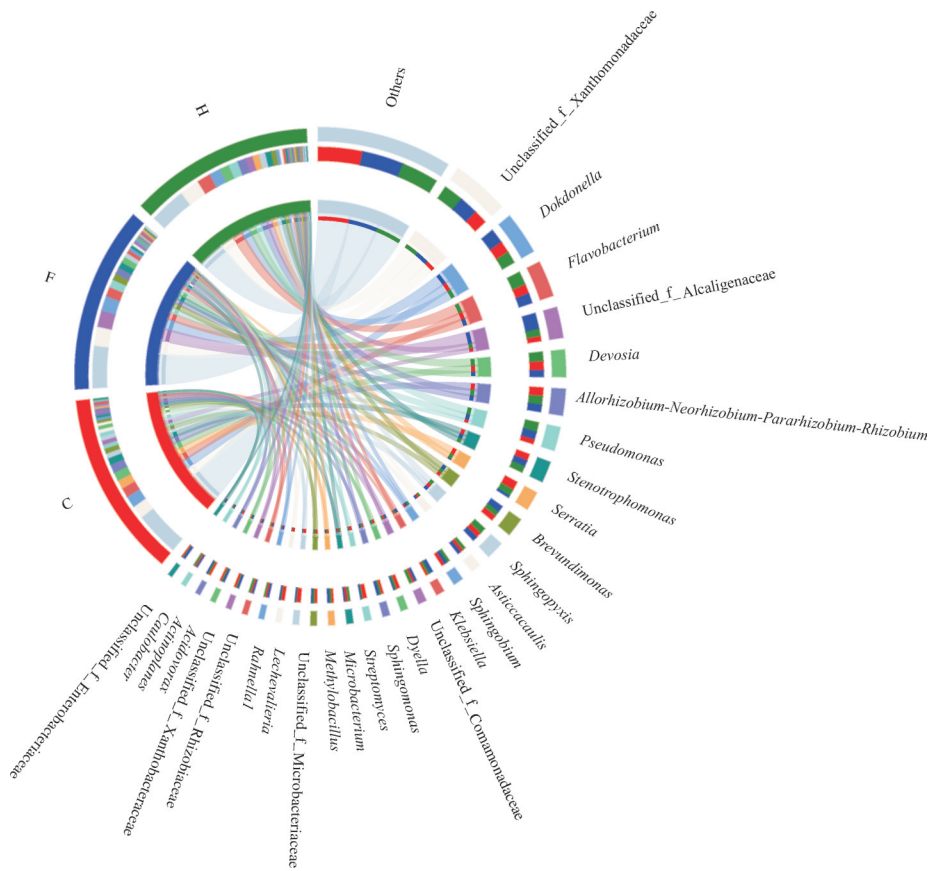 Others
Unclassified_f_Xanthomonadaceae
Dokdonella
Flavobacterium
Unclassified_f_Alcaligenaceae
Devosia
Allorhizobium-Neorhizobium-Pararhizobium-Rhizobium
Pseudomonas
Stenotrophomonas
Serratia
Brevundimonas
Sphingopyxis
Asticcacaulis
Sphingobium
Klebsiella
Unclassified_f_Comamonadaceae
Dyella
Sphingomonas
Streptomyces
Microbacterium
Methylobacillus
Unclassified_f_Microbacteriaceae
Lechevalieria
Rahnella1
Unclassified_f_Rhizobiaceae
Unclassified_f_Xanthobacteraceae
Acidovorax
Actinoplanes
Caulobacter
Unclassified_f_Enterobacteriaceae
C
F
H